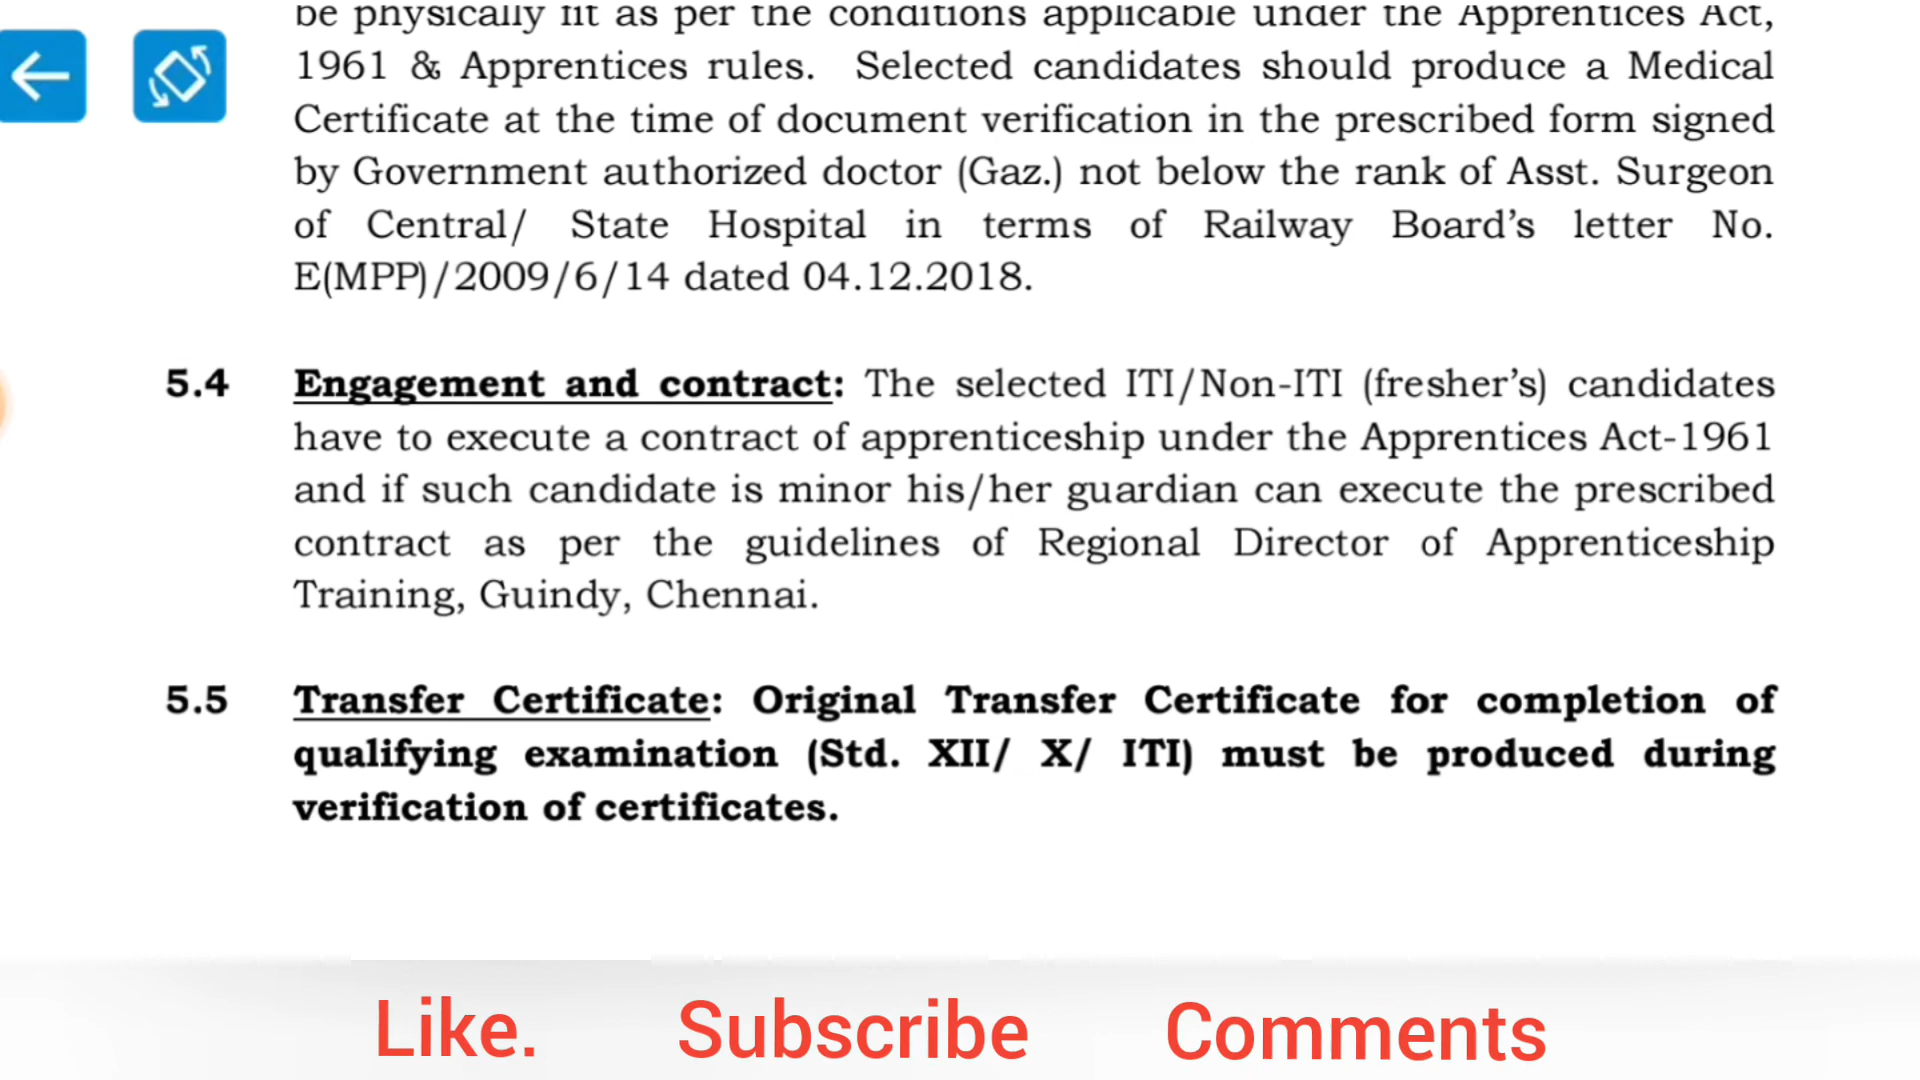 be physically fit as per the conditions applicable under the Apprentices Act,
1961 & Apprentices rules. Selected candidates should produce a Medical
Certificate at the time of document verification in the prescribed form signed
by Government authorized doctor (Gaz.) not below the rank of Asst. Surgeon
of Central/ State Hospital in terms of Railway Board’s letter No.
E(MPP)/2009/6/14 dated 04.12.2018.
5.4 Engagement and contract: The selected ITI/Non-ITI (fresher’s) candidates
have to execute a contract of apprenticeship under the Apprentices Act-1961
and if such candidate is minor his/her guardian can execute the prescribed
contract as per the guidelines of Regional Director of Apprenticeship
Training, Guindy, Chennai.
5.5 Transfer Certificate: Original Transfer Certificate for completion of
qualifying examination (Std. XII/ X/ ITI) must be produced during
verification of certificates.
Like. Subscribe Comments